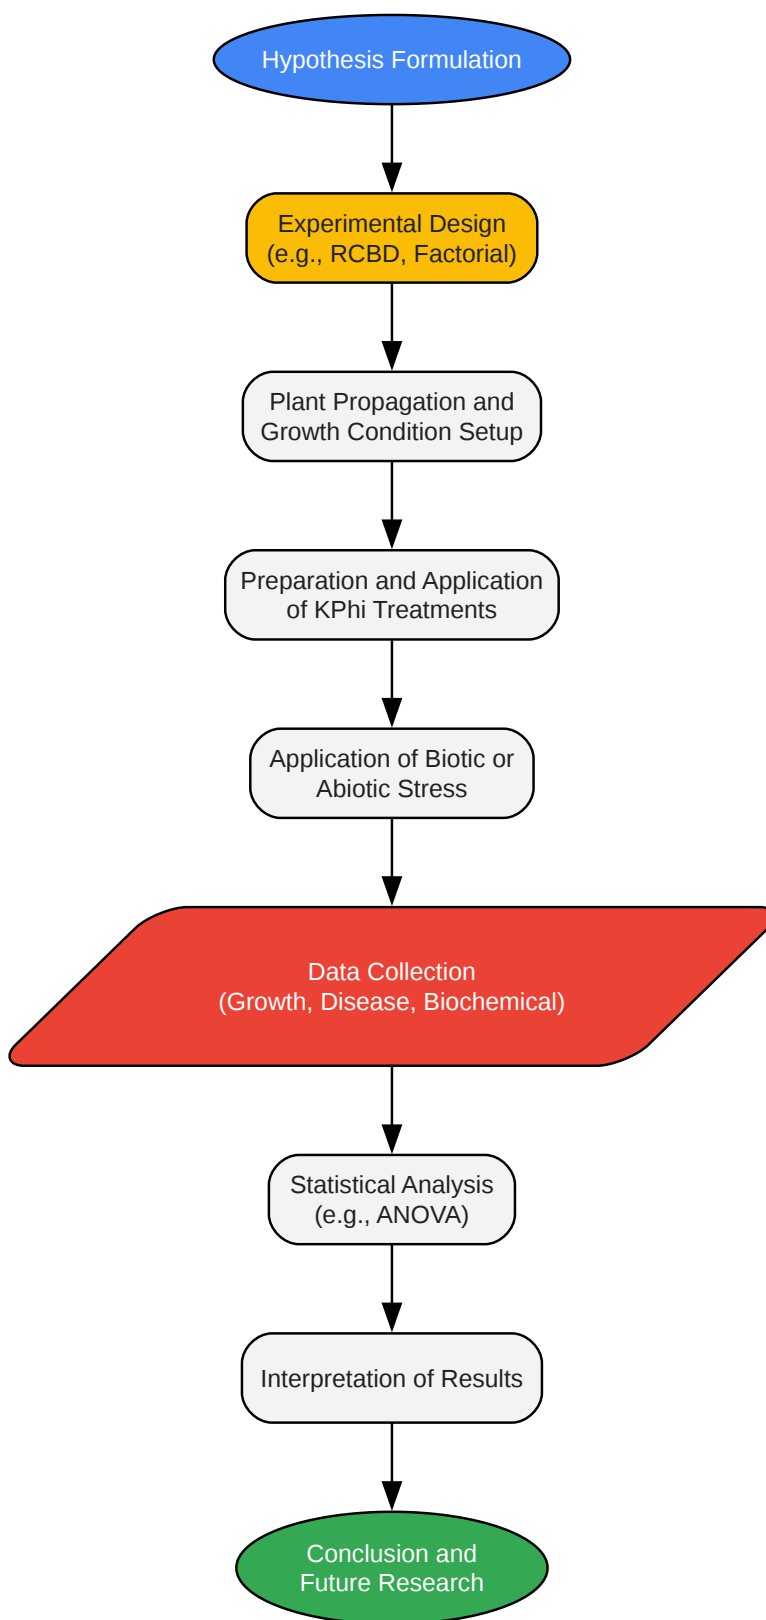 Hypothesis Formulation
Experimental Design
(e.g., RCBD, Factorial)
Plant Propagation and
Growth Condition Setup
Preparation and Application
of KPhi Treatments
Application of Biotic or
Abiotic Stress
Data Collection
(Growth, Disease, Biochemical)
Statistical Analysis
(e.g., ANOVA)
Interpretation of Results
Conclusion and
Future Research